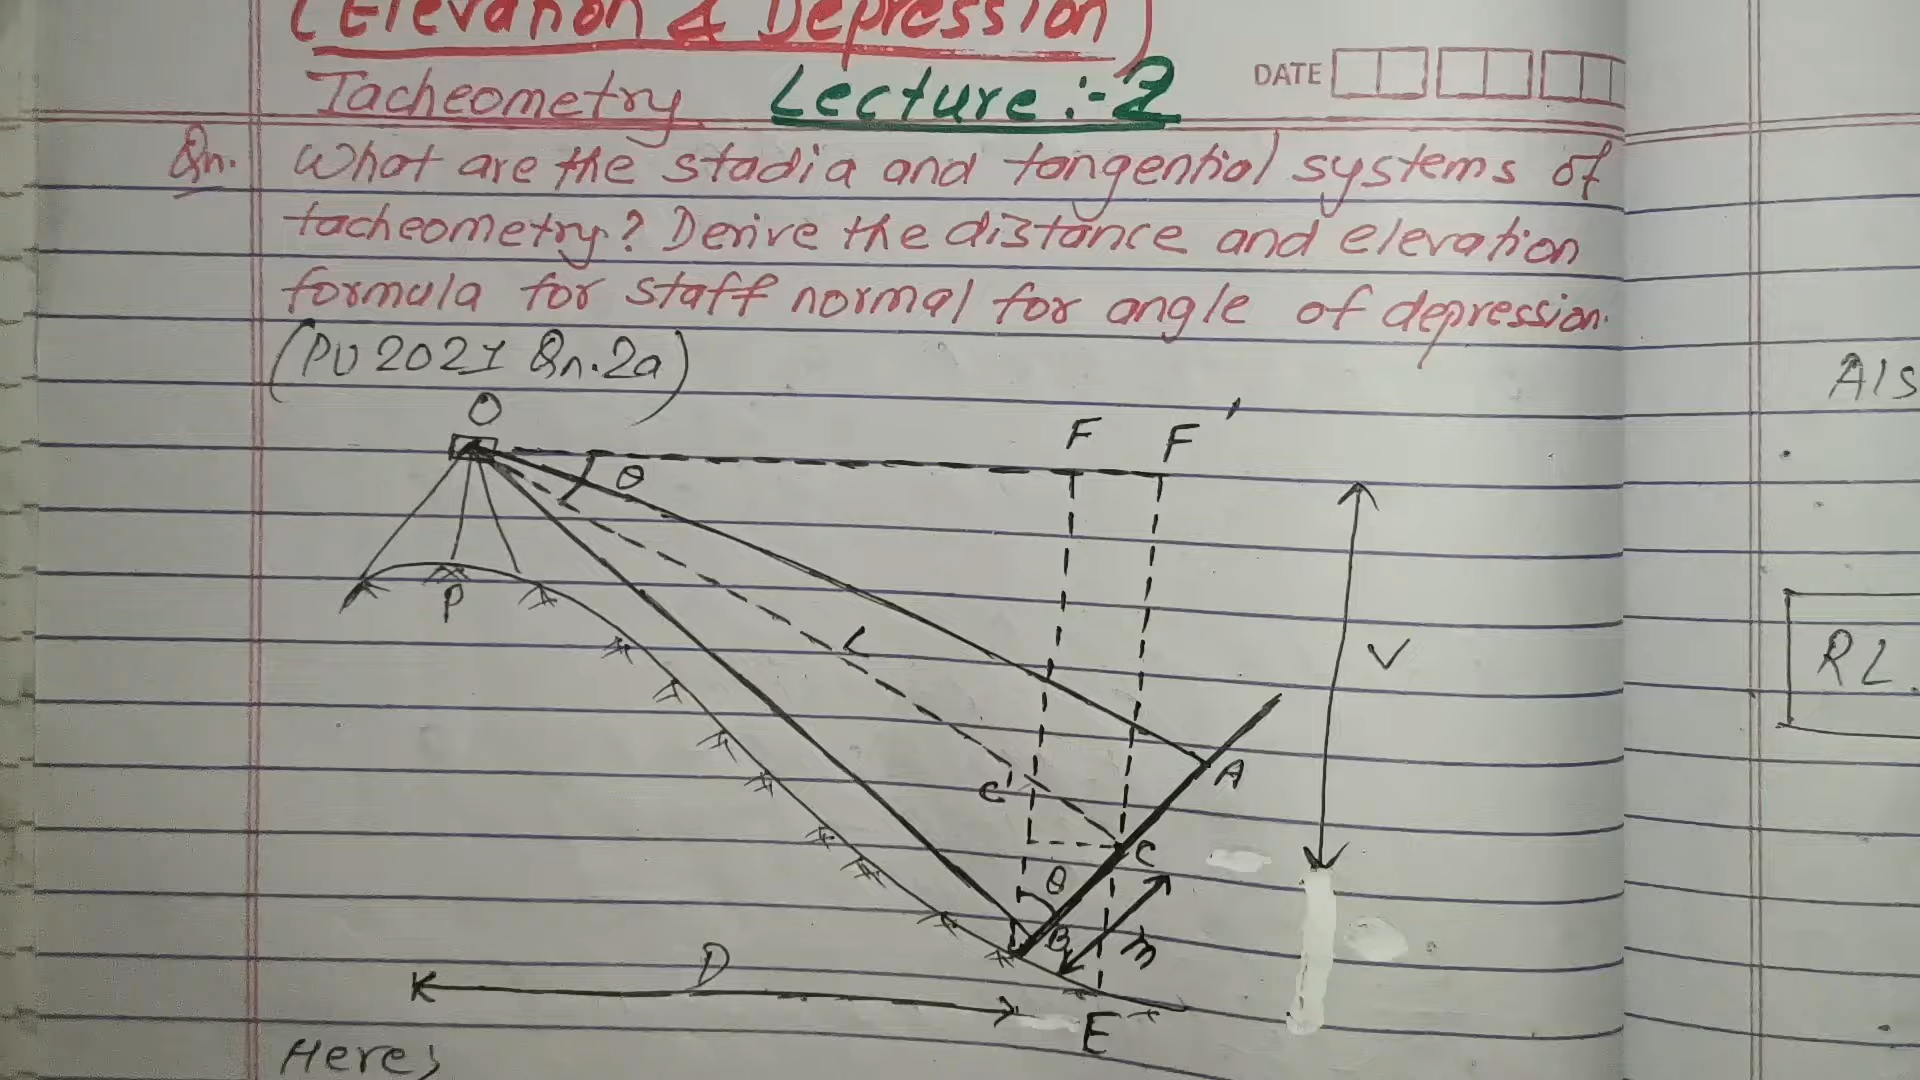 (Elevation & Depression)
Tacheometry Lecture :- 2
DATE
Qn. What are the stadia and tangential systems of
tacheometry? Derive the distance and elevation
formula for staff normal for angle of depression.
(PU 2021 Qn.2a)
Als
O
F F'
θ
P
L
V
RL
A
C'
C
θ
B
m
D
E
Here,